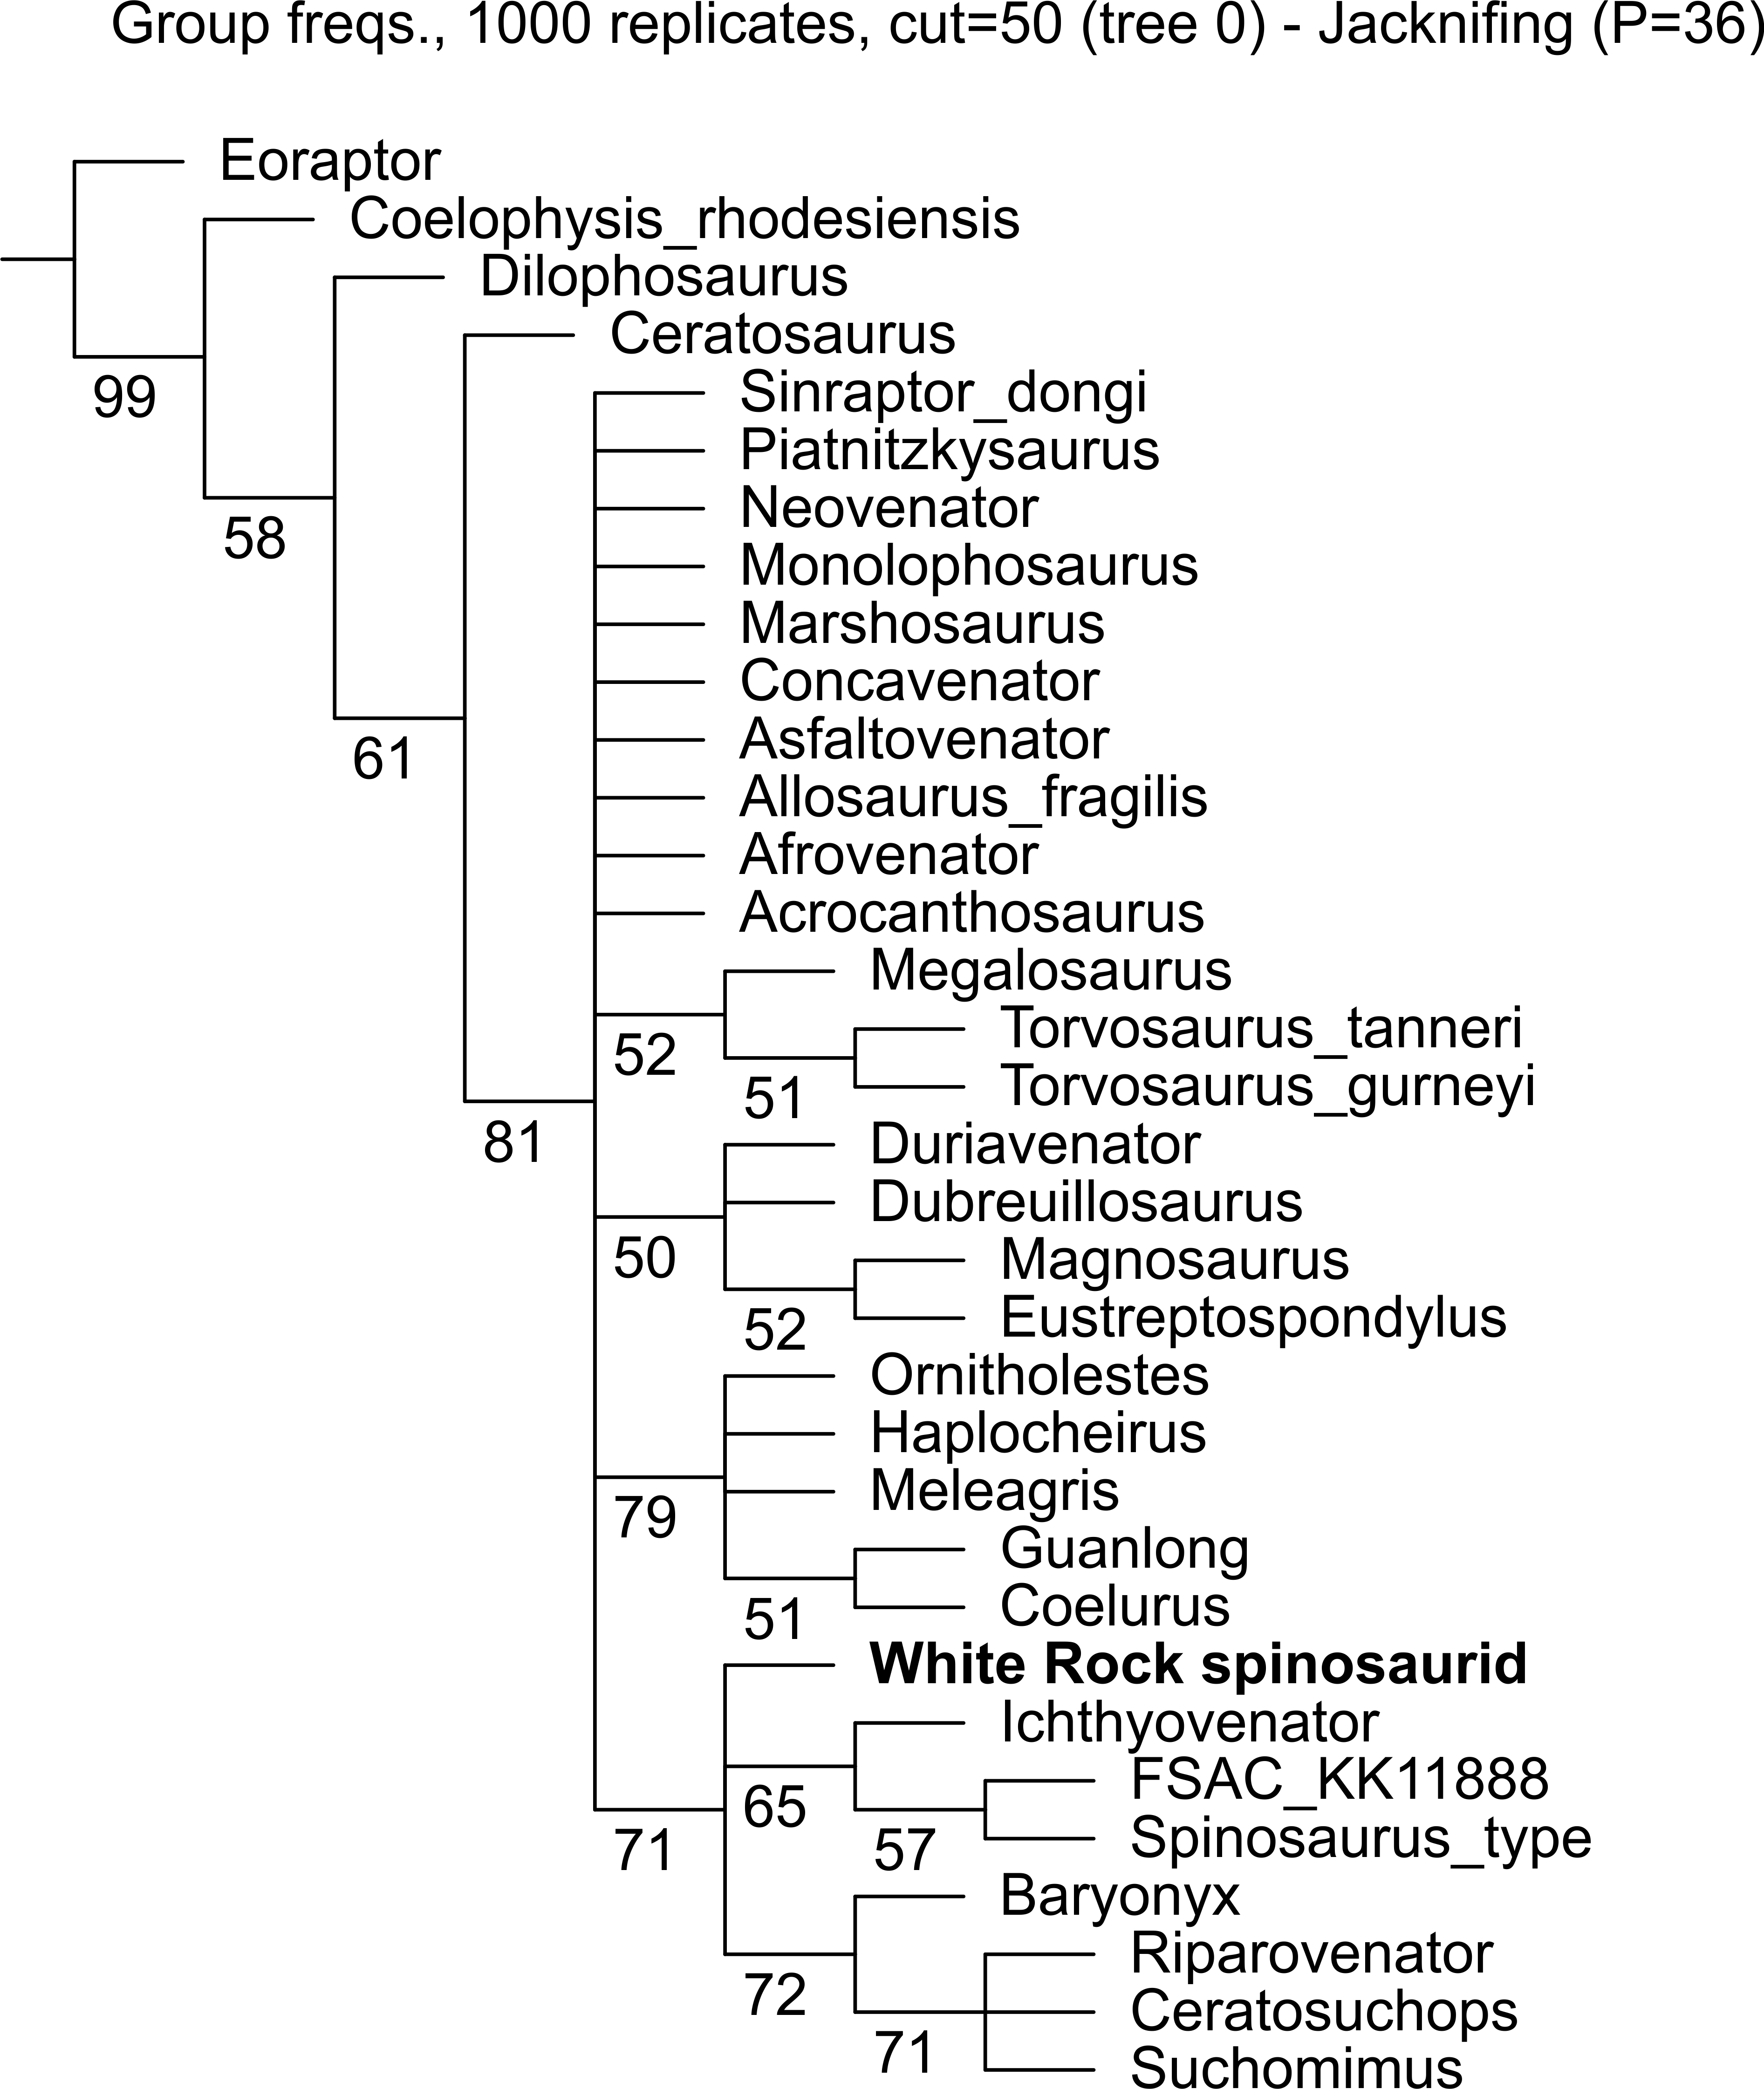 Group freqs., 1000 replicates, cut=50 (tree 0) - Jacknifing (P=36)
Eoraptor
Coelophysis_rhodesiensis
Dilophosaurus
Ceratosaurus
Sinraptor_dongi
99
Piatnitzkysaurus
Neovenator
58
Monolophosaurus
Marshosaurus
Concavenator
Asfaltovenator
61
Allosaurus_fragilis
Afrovenator
Acrocanthosaurus
Megalosaurus
Torvosaurus_tanneri
52
Torvosaurus_gurneyi
51
Duriavenator
81
Dubreuillosaurus
Magnosaurus
50
Eustreptospondylus
52
Ornitholestes
Haplocheirus
Meleagris
79
Guanlong
Coelurus
51
White Rock spinosaurid
Ichthyovenator
FSAC_KK11888
65
Spinosaurus_type
71
57
Baryonyx
Riparovenator
72
Ceratosuchops
71
Suchomimus